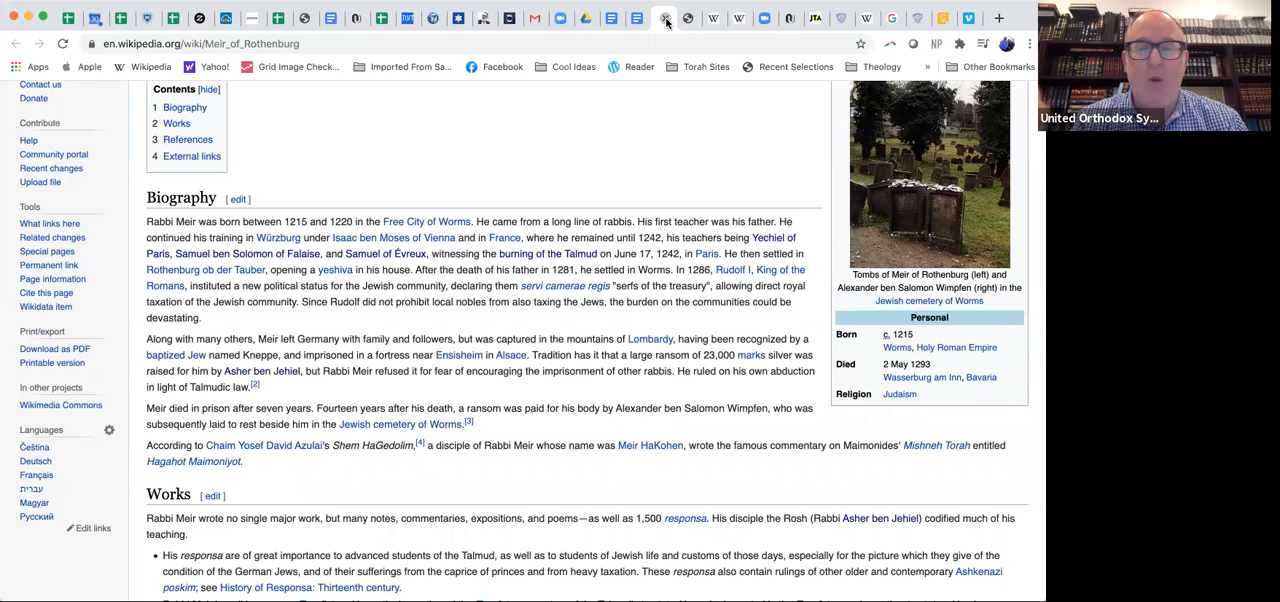 en.wikipedia.org/wiki/Meir_of_Rothenburg
NP
Apps Apple Wikipedia Yahoo! Grid Image Check... Imported From Sa... Facebook Cool Ideas Reader Torah Sites Recent Selections Theology » Other Bookmarks
United Orthodox Sy...
Contact us
Donate
Contribute
Help
Community portal
Recent changes
Upload file
Tools
What links here
Related changes
Special pages
Permanent link
Page information
Cite this page
Wikidata item
Print/export
Download as PDF
Printable version
In other projects
Wikimedia Commons
Languages
Čeština
Deutsch
Français
עברית
Magyar
Русский
Edit links
Contents [hide]
1 Biography
2 Works
3 References
4 External links
Biography [ edit ]
Rabbi Meir was born between 1215 and 1220 in the Free City of Worms. He came from a long line of rabbis. His first teacher was his father. He
continued his training in Würzburg under Isaac ben Moses of Vienna and in France, where he remained until 1242, his teachers being Yechiel of
Paris, Samuel ben Solomon of Falaise, and Samuel of Évreux, witnessing the burning of the Talmud on June 17, 1242, in Paris. He then settled in
Rothenburg ob der Tauber, opening a yeshiva in his house. After the death of his father in 1281, he settled in Worms. In 1286, Rudolf I, King of the
Romans, instituted a new political status for the Jewish community, declaring them servi camerae regis "serfs of the treasury", allowing direct royal
taxation of the Jewish community. Since Rudolf did not prohibit local nobles from also taxing the Jews, the burden on the communities could be
devastating.
Along with many others, Meir left Germany with family and followers, but was captured in the mountains of Lombardy, having been recognized by a
baptized Jew named Kneppe, and imprisoned in a fortress near Ensisheim in Alsace. Tradition has it that a large ransom of 23,000 marks silver was
raised for him by Asher ben Jehiel, but Rabbi Meir refused it for fear of encouraging the imprisonment of other rabbis. He ruled on his own abduction
in light of Talmudic law.[2]
Meir died in prison after seven years. Fourteen years after his death, a ransom was paid for his body by Alexander ben Salomon Wimpfen, who was
subsequently laid to rest beside him in the Jewish cemetery of Worms.[3]
According to Chaim Yosef David Azulai's Shem HaGedolim,[4] a disciple of Rabbi Meir whose name was Meir HaKohen, wrote the famous commentary on Maimonides' Mishneh Torah entitled
Hagahot Maimoniyot.
Works [ edit ]
Rabbi Meir wrote no single major work, but many notes, commentaries, expositions, and poems—as well as 1,500 responsa. His disciple the Rosh (Rabbi Asher ben Jehiel) codified much of his
teaching.
• His responsa are of great importance to advanced students of the Talmud, as well as to students of Jewish life and customs of those days, especially for the picture which they give of the
condition of the German Jews, and of their sufferings from the caprice of princes and from heavy taxation. These responsa also contain rulings of other older and contemporary Ashkenazi
poskim; see History of Responsa: Thirteenth century.
Tombs of Meir of Rothenburg (left) and
Alexander ben Salomon Wimpfen (right) in the
Jewish cemetery of Worms
Personal
Born c. 1215
Worms, Holy Roman Empire
Died 2 May 1293
Wasserburg am Inn, Bavaria
Religion Judaism